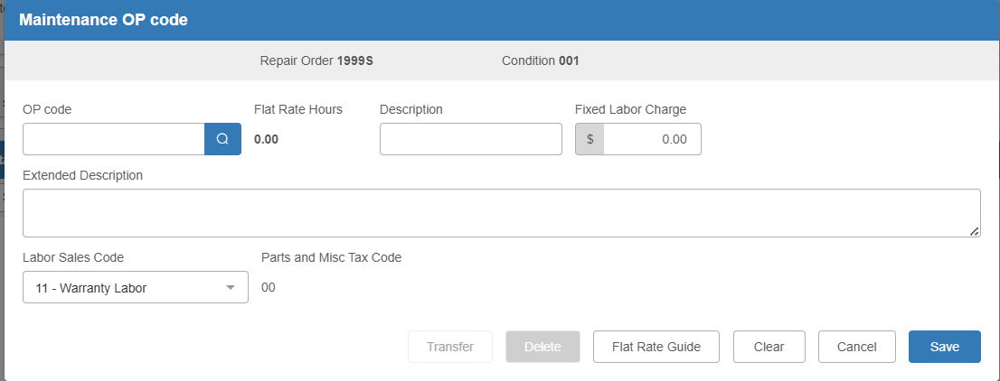 Maintenance OP code
Repair Order 1999S Condition 001
OP code Flat Rate Hours Description Fixed Labor Charge
0.00 $ 0.00
Extended Description
Labor Sales Code Parts and Misc Tax Code
11 - Warranty Labor 00
Transfer Delete Flat Rate Guide Clear Cancel Save